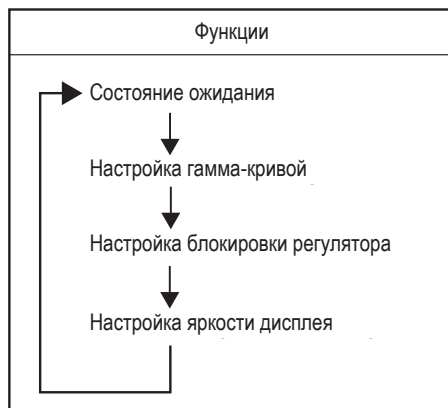 Функции
Состояние ожидания
Настройка гамма-кривой
Настройка блокировки регулятора
Настройка яркости дисплея